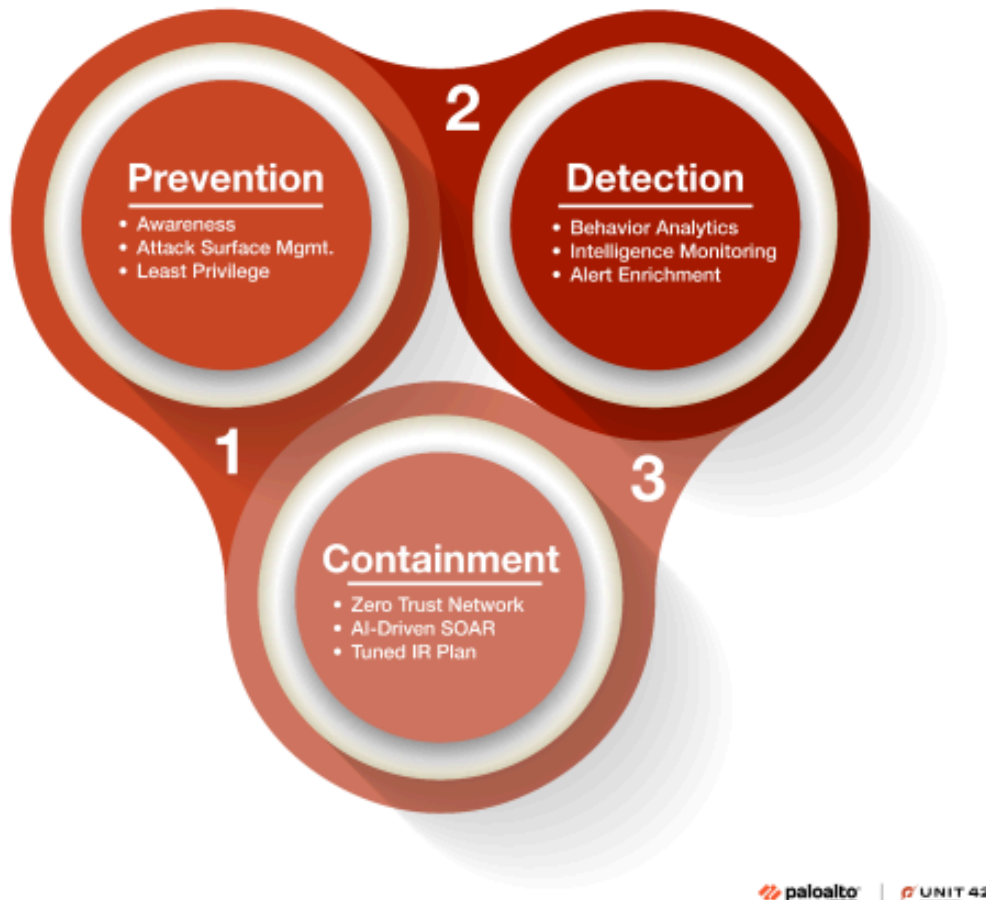 2
Prevention
• Awareness
• Attack Surface Mgmt.
• Least Privilege
Detection
• Behavior Analytics
• Intelligence Monitoring
• Alert Enrichment
1
3
Containment
• Zero Trust Network
• AI-Driven SOAR
• Tuned IR Plan
paloalto | UNIT 42